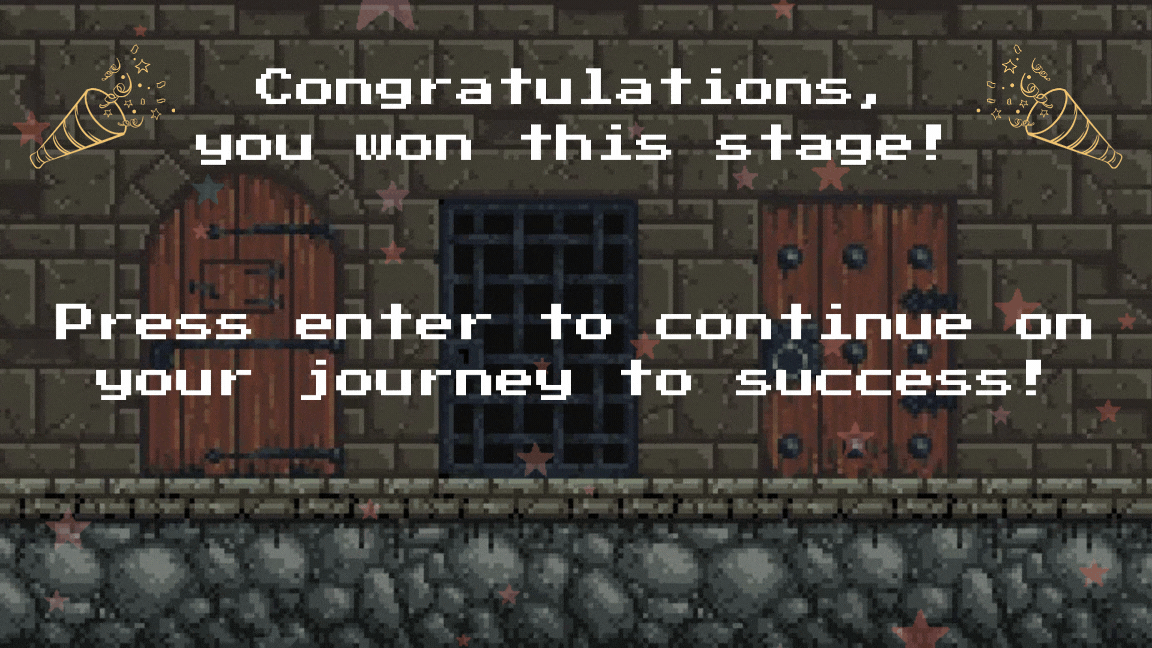 Congratulations,
you won this stage!
Press enter to continue on
your journey to success!